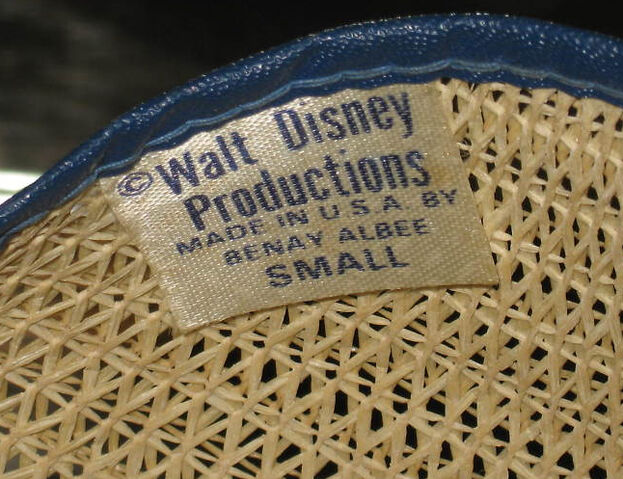 © Walt Disney
Productions
MADE IN U S A. BY
BENAY ALBEE
SMALL